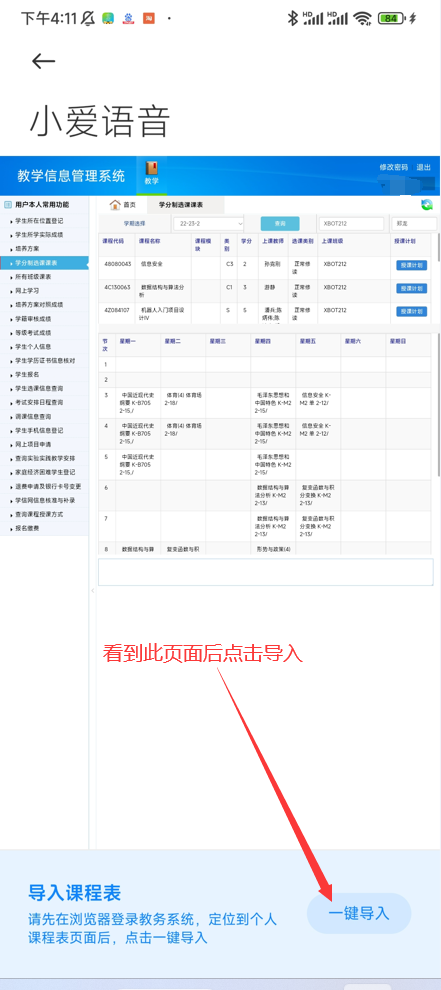 下午4:11
淘
HD
HD
84
小爱语音
教学信息管理系统
教学
修改密码 退出
用户本人常用功能
首页
学分制选课课表
学生所在位置登记
学生所学实际成绩
培养方案
学分制选课课表
所有班级课表
网上学习
培养方案对照成绩
学籍审核成绩
等级考试成绩
学生个人信息
学生学历证书信息核对
学生报名
学生选课信息查询
考试安排日程查询
调课信息查询
学生手机信息登记
网上项目申请
查询实验实践教学安排
家庭经济困难学生登记
退费申请及银行卡号变更
学信网信息核准与补录
查询课程授课方式
报名缴费
学期选择
22-23-2
查询
XBOT212
课程代码 课程名称 课程模块 类别 学分 上课教师 选课类别 上课班级 授课计划
48080043 信息安全 C3 2 孙克刚 正常修读 XBOT212 授课计划
4C130063 数据结构与算法分析 C1 3 游静 正常修读 XBOT212 授课计划
4Z084107 机器人入门项目设计IV S 5 正常修读 XBOT212 授课计划
节次 星期一 星期二 星期三 星期四 星期五 星期六 星期日
1
2
3 中国近现代史纲要 K-B705 2-15,/ 体育(4) 体育场 2-18/ 毛泽东思想和中国特色 K-M2 2-15/ 信息安全 K-M2 单 2-12/
4 中国近现代史纲要 K-B705 2-15,/ 体育(4) 体育场 2-18/ 毛泽东思想和中国特色 K-M2 2-15/ 信息安全 K-M2 单 2-12/
5 中国近现代史纲要 K-B705 2-15,/ 毛泽东思想和中国特色 K-M2 2-15/
6 数据结构与算法分析 K-M2 2-13/ 复变函数与积分变换 K-M2 2-13/
7 数据结构与算法分析 K-M2 2-13/ 复变函数与积分变换 K-M2 2-13/
8 数据结构与算 复变函数与积 形势与政策(4)
看到此页面后点击导入
导入课程表
请先在浏览器登录教务系统，定位到个人
课程表页面后，点击一键导入
一键导入